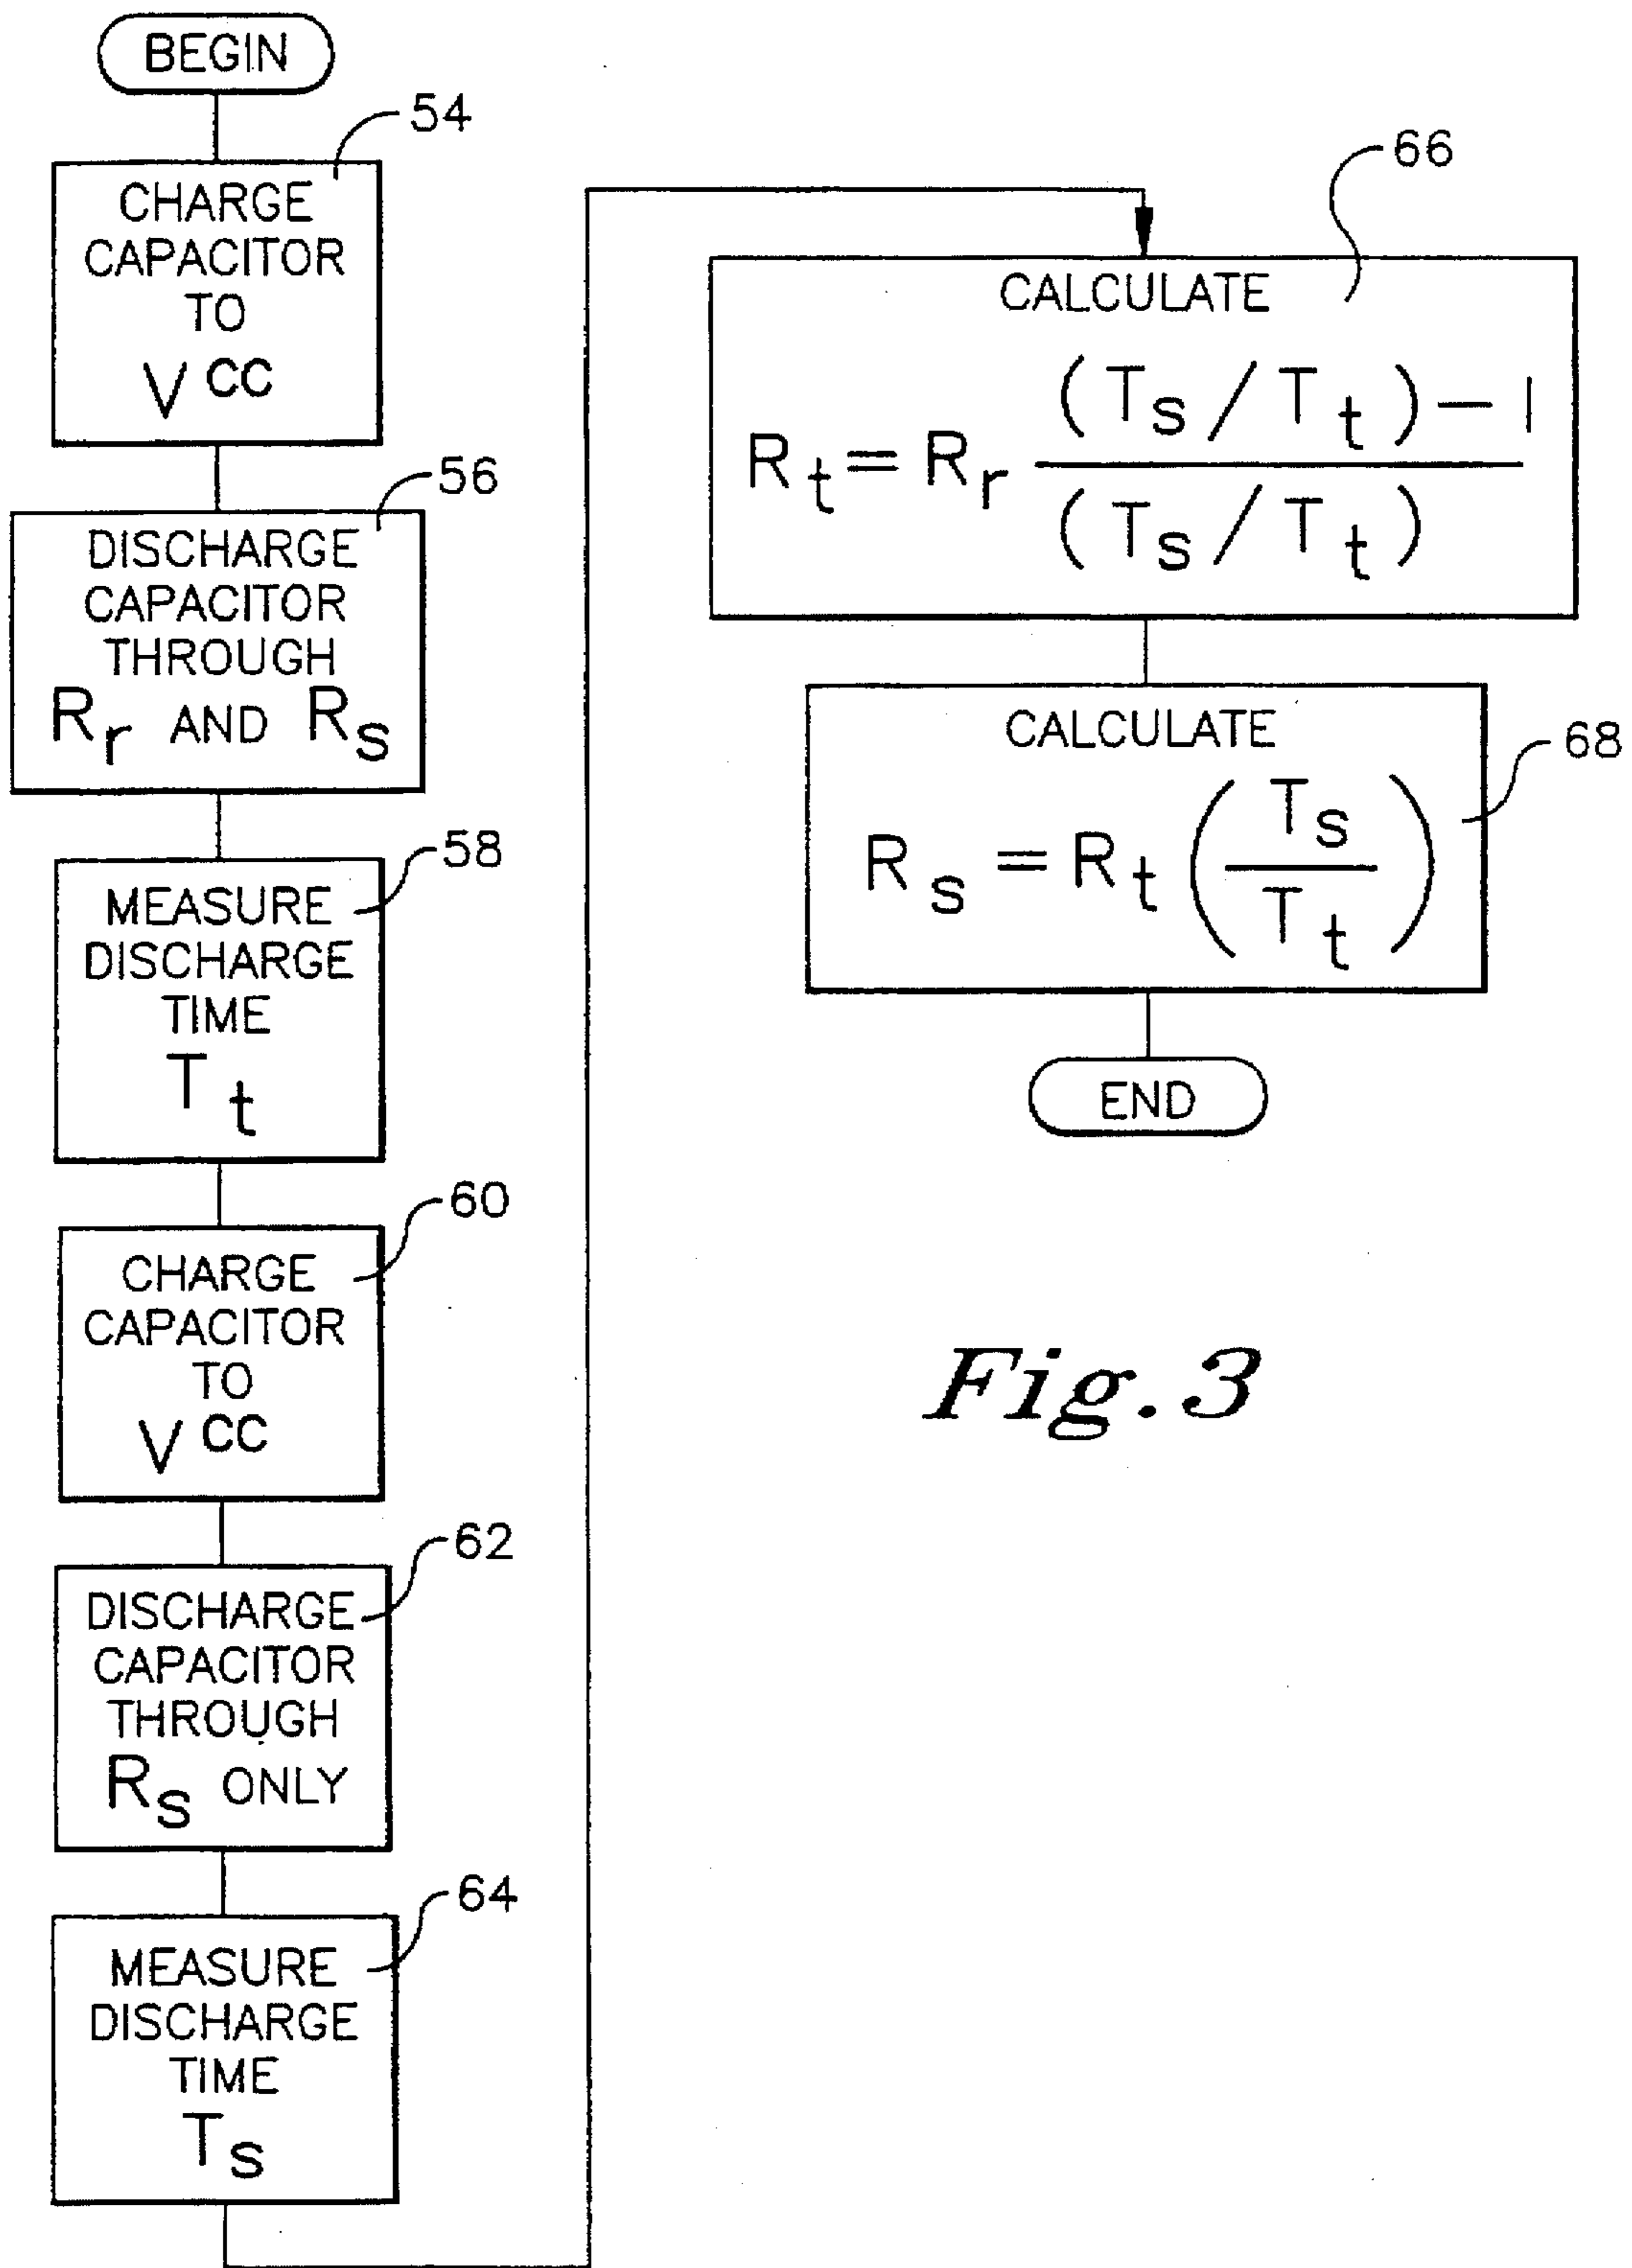 BEGIN
54
CHARGE
CAPACITOR
TO
V CC
56
DISCHARGE
CAPACITOR
THROUGH
Rr AND Rs
58
MEASURE
DISCHARGE
TIME
Tt
60
CHARGE
CAPACITOR
TO
V CC
62
DISCHARGE
CAPACITOR
THROUGH
Rs ONLY
64
MEASURE
DISCHARGE
TIME
Ts
66
CALCULATE
Rt = Rr (Ts / Tt) - 1
(Ts / Tt)
68
CALCULATE
Rs = Rt (Ts / Tt)
END
Fig.3